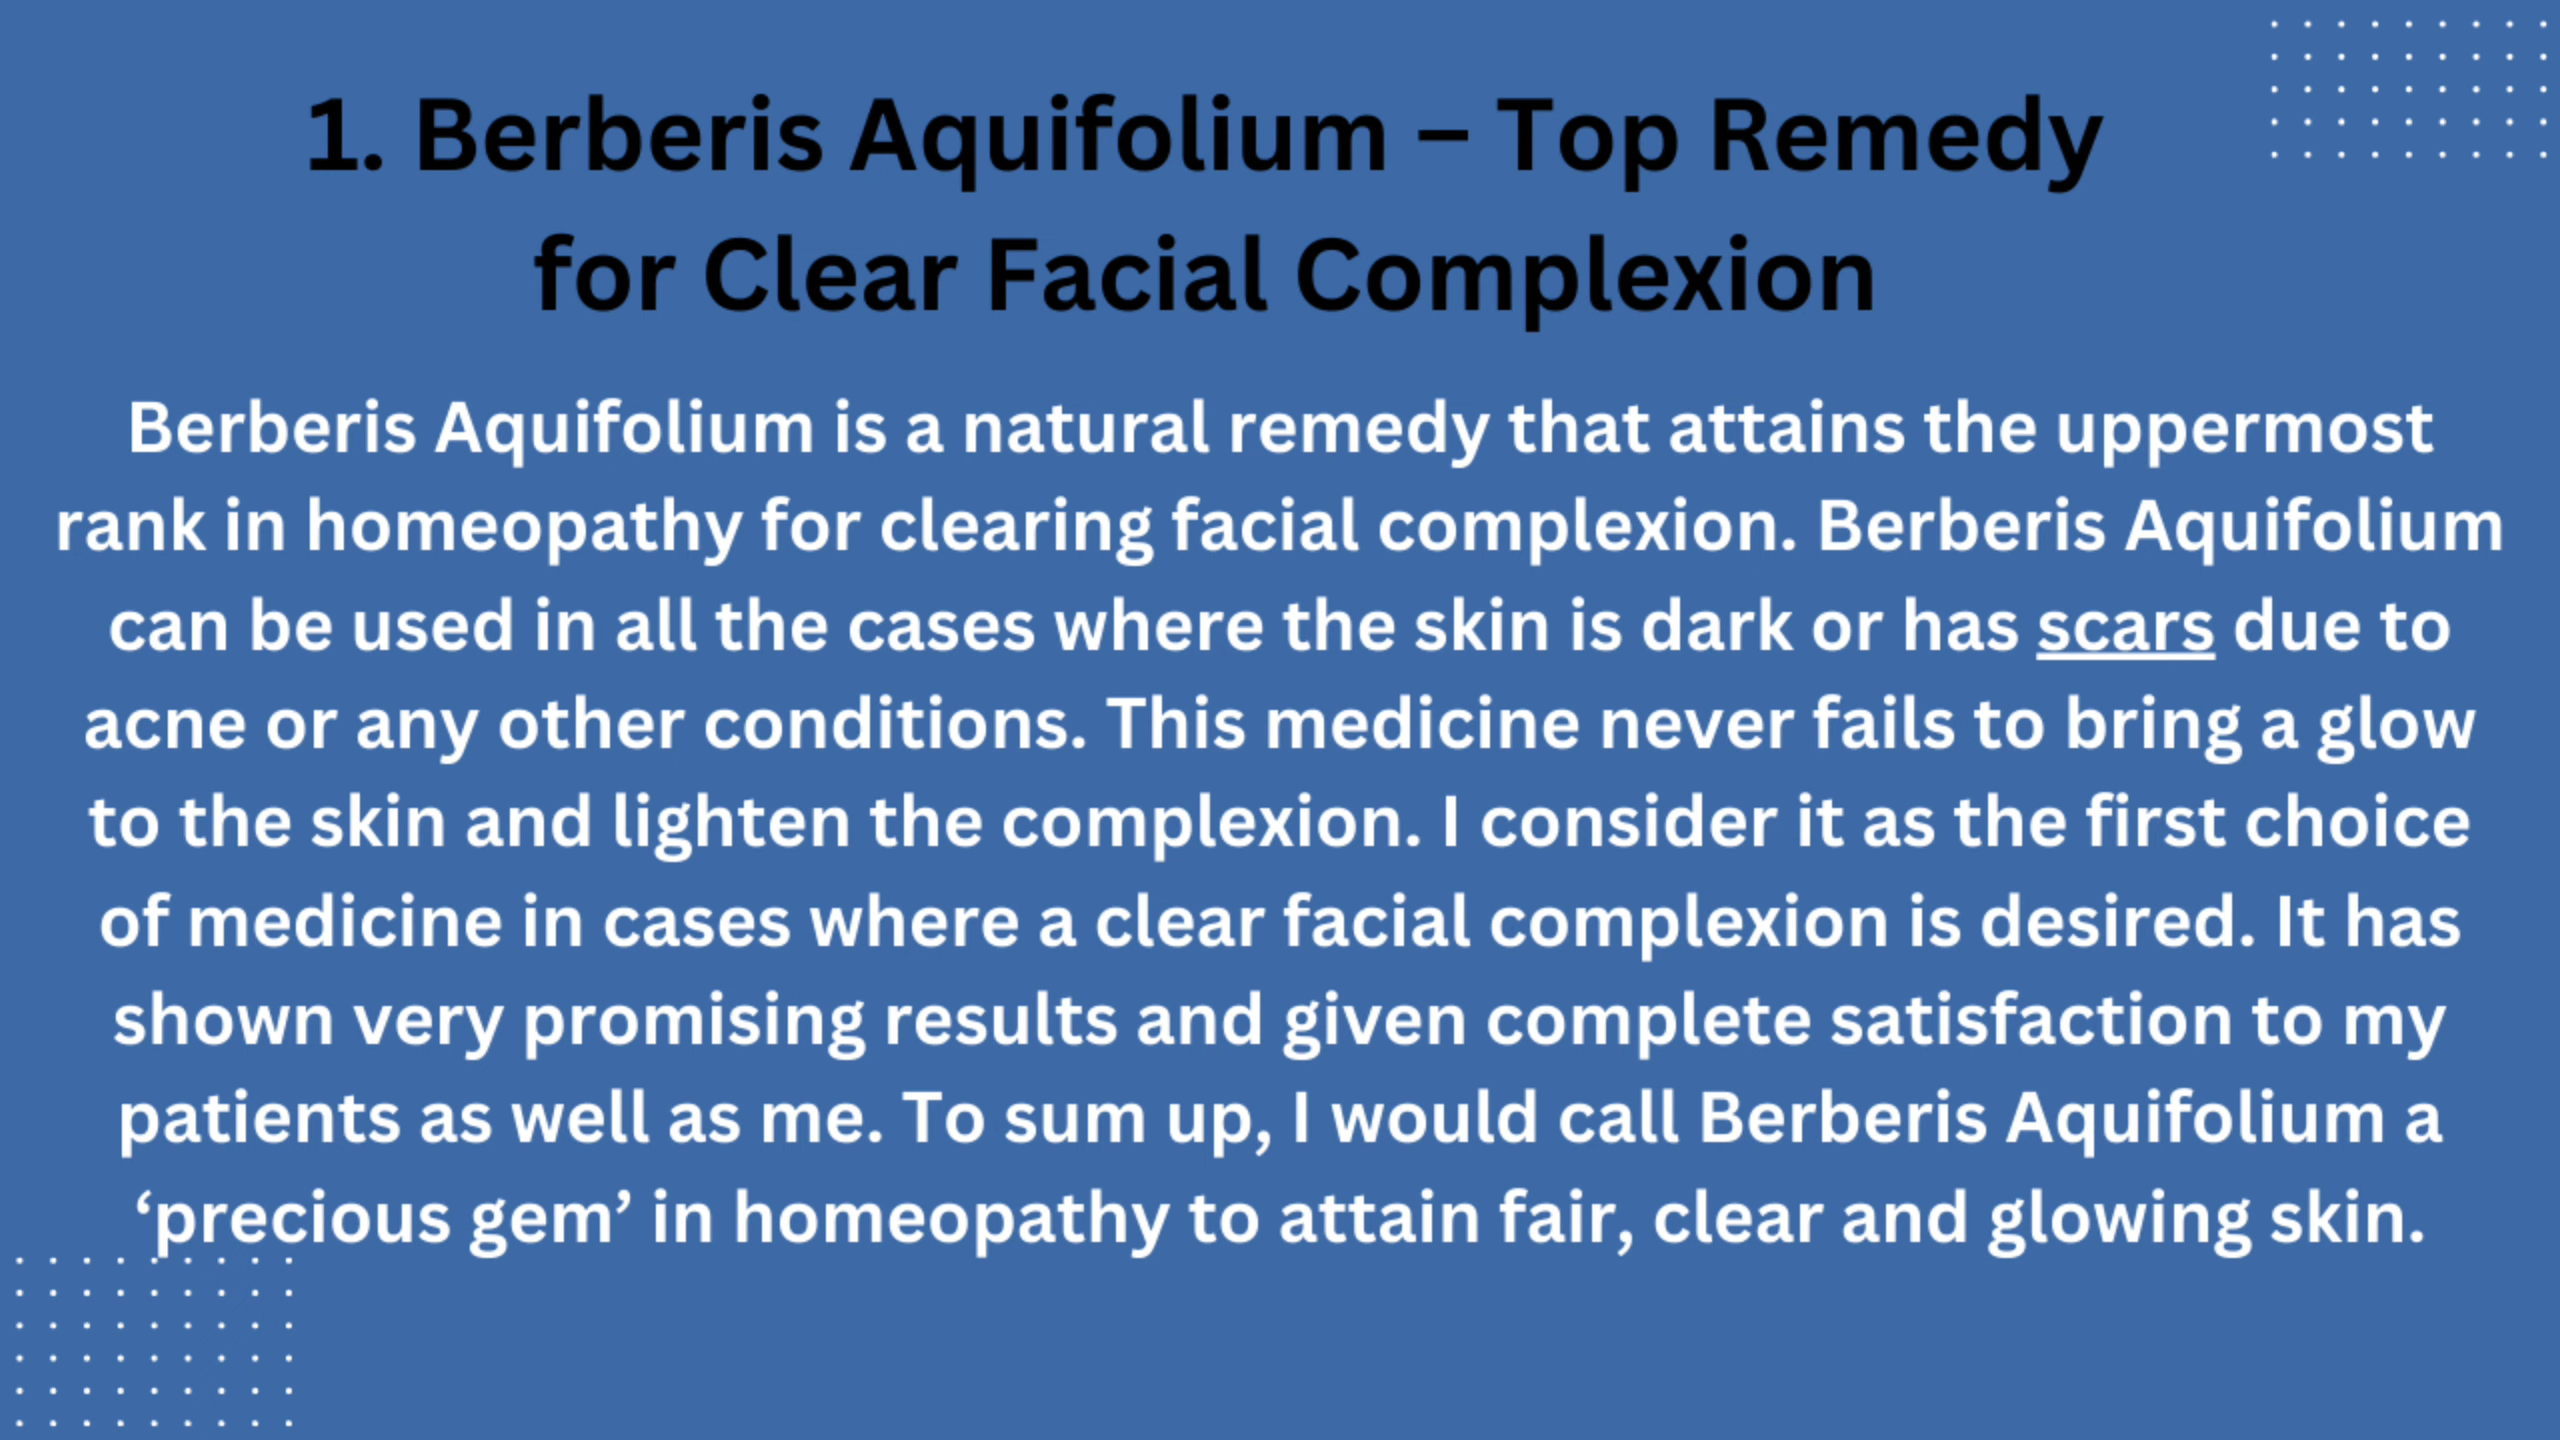 1. Berberis Aquifolium – Top Remedy
for Clear Facial Complexion
Berberis Aquifolium is a natural remedy that attains the uppermost
rank in homeopathy for clearing facial complexion. Berberis Aquifolium
can be used in all the cases where the skin is dark or has scars due to
acne or any other conditions. This medicine never fails to bring a glow
to the skin and lighten the complexion. I consider it as the first choice
of medicine in cases where a clear facial complexion is desired. It has
shown very promising results and given complete satisfaction to my
patients as well as me. To sum up, I would call Berberis Aquifolium a
‘precious gem’ in homeopathy to attain fair, clear and glowing skin.